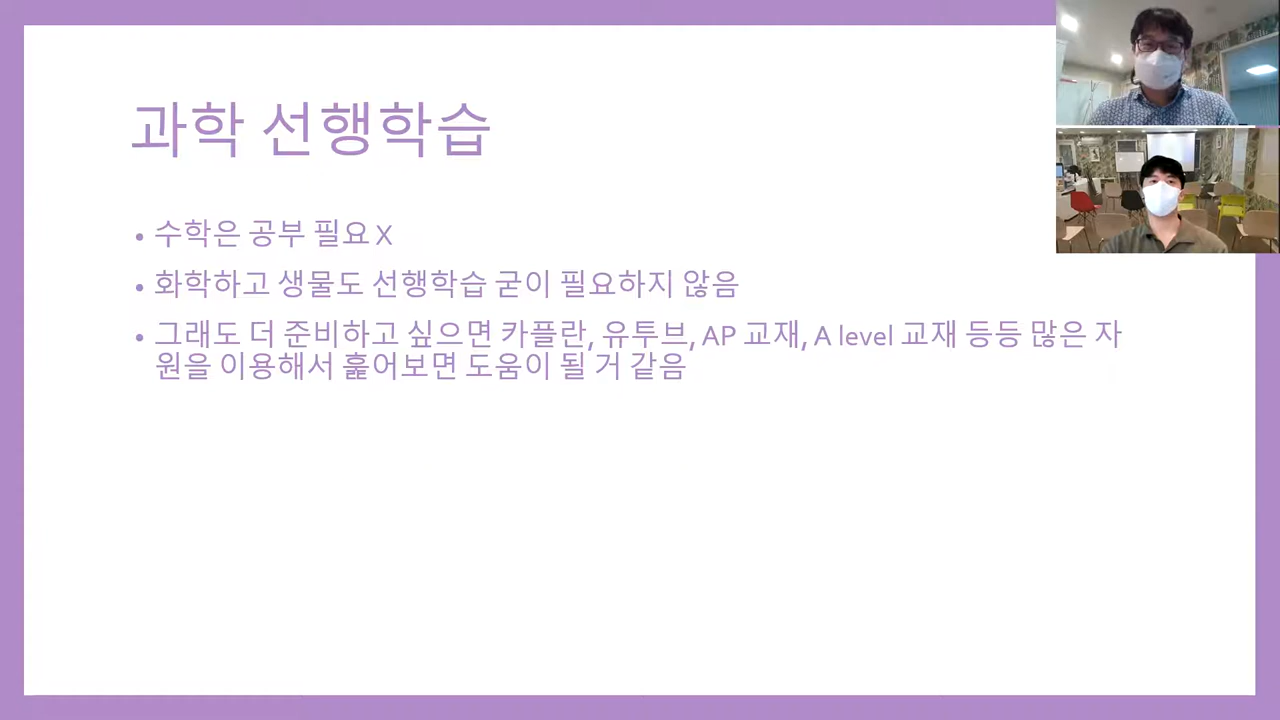 과학 선행학습
• 수학은 공부 필요 X
• 화학하고 생물도 선행학습 굳이 필요하지 않음
• 그래도 더 준비하고 싶으면 카플란, 유투브, AP 교재, A level 교재 등등 많은 자
원을 이용해서 훑어보면 도움이 될 거 같음